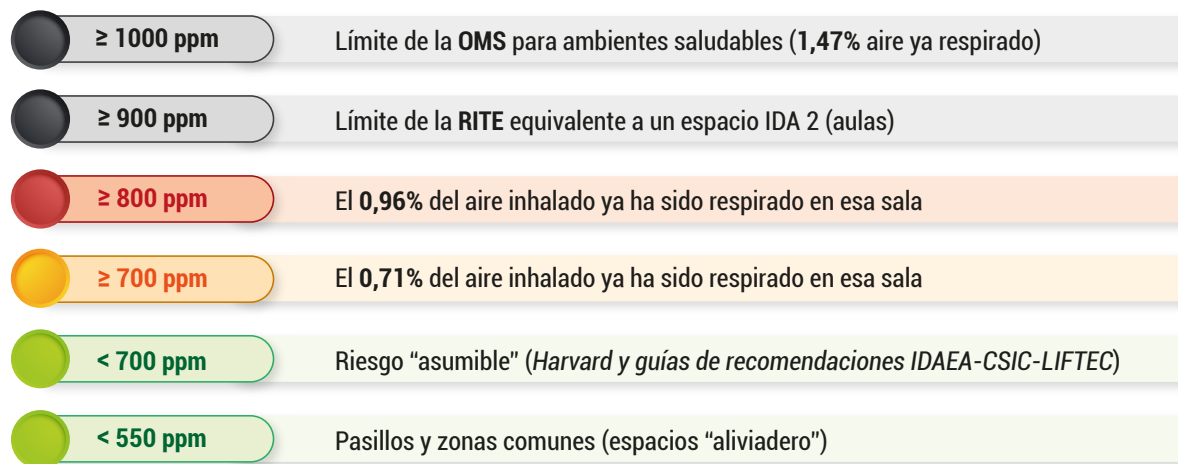 ≥ 1000 ppm Límite de la OMS para ambientes saludables (1,47% aire ya respirado)
≥ 900 ppm Límite de la RITE equivalente a un espacio IDA 2 (aulas)
≥ 800 ppm El 0,96% del aire inhalado ya ha sido respirado en esa sala
≥ 700 ppm El 0,71% del aire inhalado ya ha sido respirado en esa sala
< 700 ppm Riesgo “asumible” (Harvard y guías de recomendaciones IDAEA-CSIC-LIFTEC)
< 550 ppm Pasillos y zonas comunes (espacios “aliviadero”)